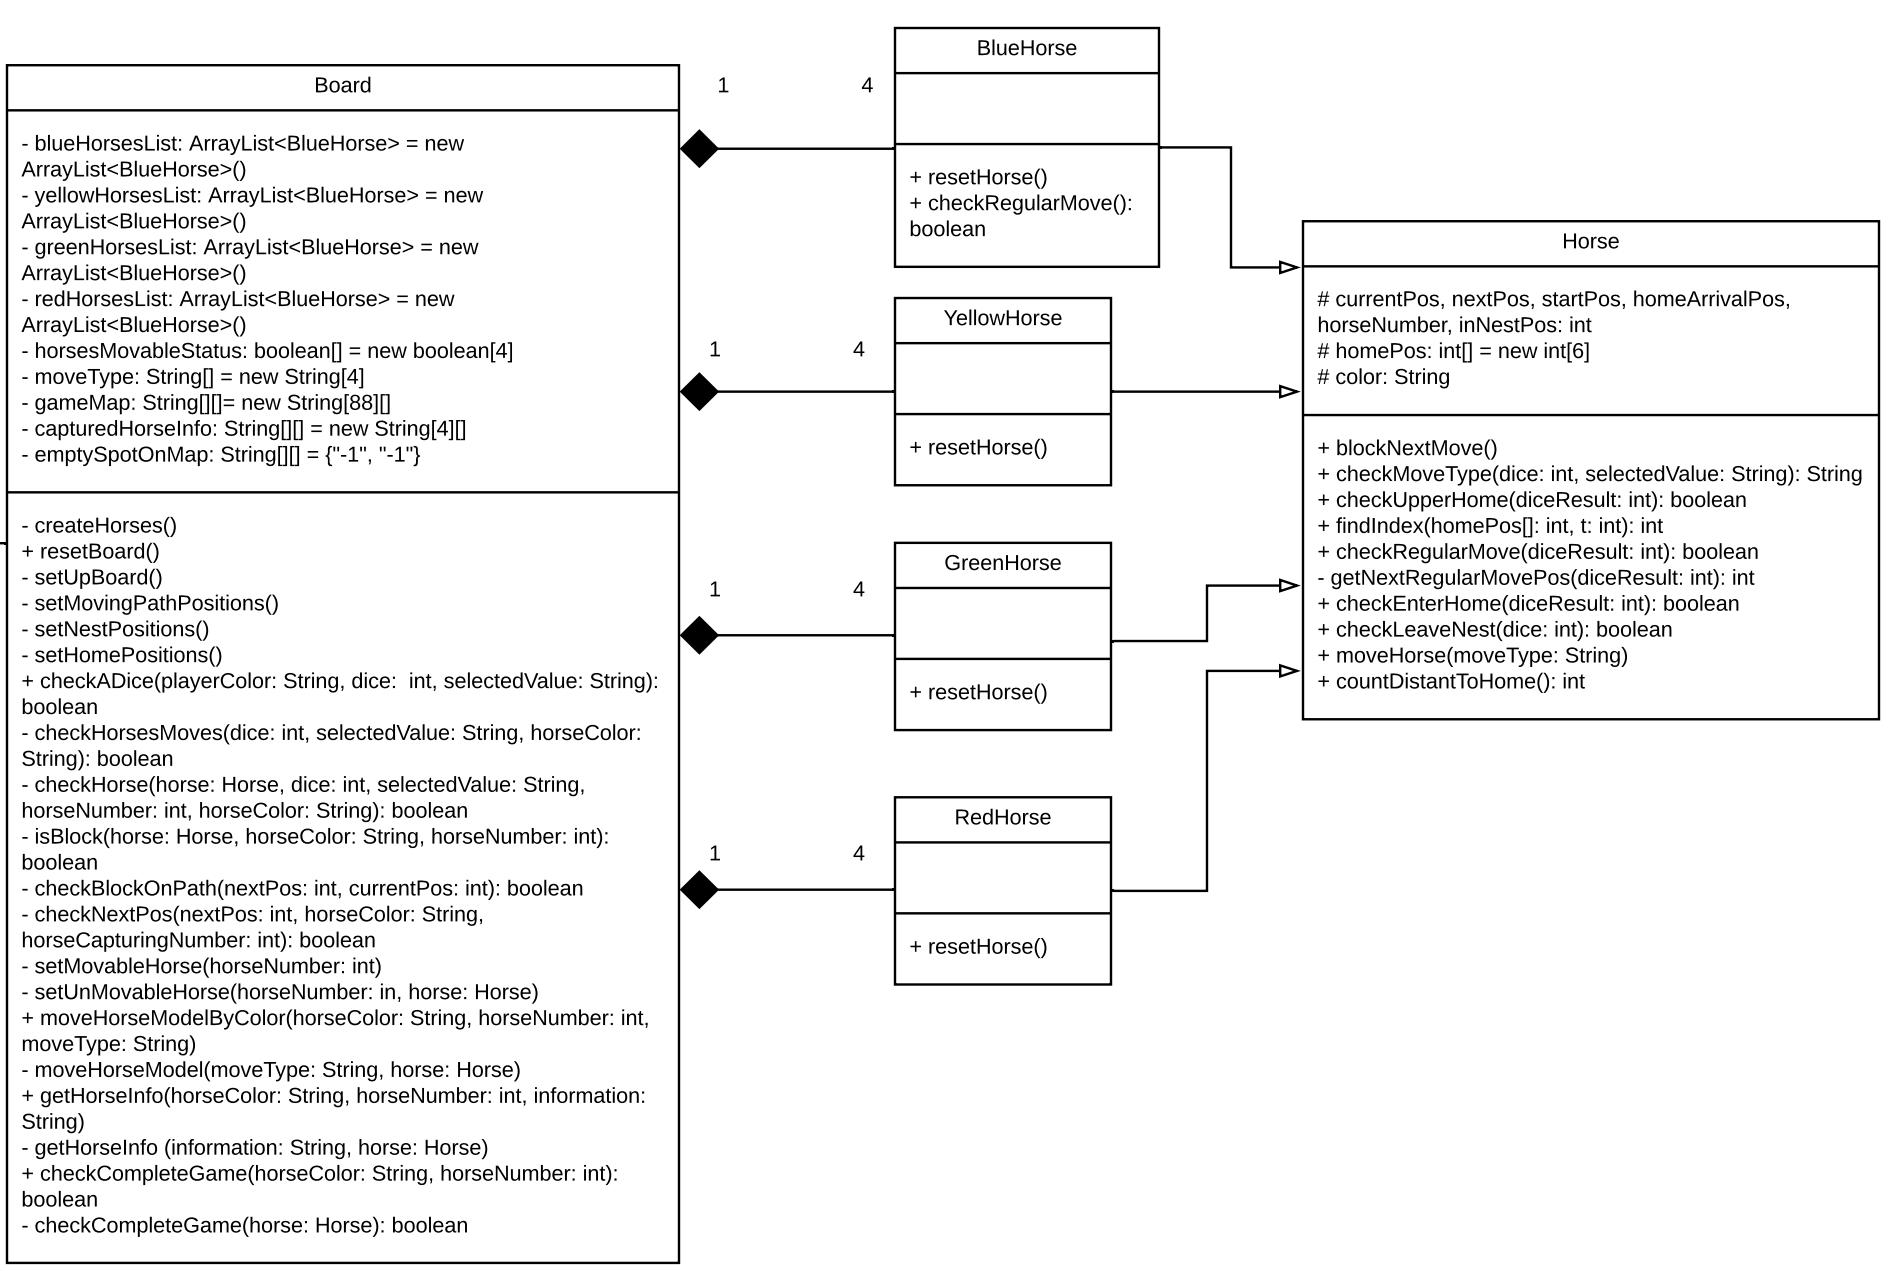 Board
- blueHorsesList: ArrayList<BlueHorse> = new
ArrayList<BlueHorse>()
- yellowHorsesList: ArrayList<BlueHorse> = new
ArrayList<BlueHorse>()
- greenHorsesList: ArrayList<BlueHorse> = new
ArrayList<BlueHorse>()
- redHorsesList: ArrayList<BlueHorse> = new
ArrayList<BlueHorse>()
- horsesMovableStatus: boolean[] = new boolean[4]
- moveType: String[] = new String[4]
- gameMap: String[][]= new String[88][]
- capturedHorseInfo: String[][] = new String[4][]
- emptySpotOnMap: String[][] = {"-1", "-1"}
- createHorses()
+ resetBoard()
- setUpBoard()
- setMovingPathPositions()
- setNestPositions()
- setHomePositions()
+ checkADice(playerColor: String, dice:  int, selectedValue: String):
boolean
- checkHorsesMoves(dice: int, selectedValue: String, horseColor:
String): boolean
- checkHorse(horse: Horse, dice: int, selectedValue: String,
horseNumber: int, horseColor: String): boolean
- isBlock(horse: Horse, horseColor: String, horseNumber: int):
boolean
- checkBlockOnPath(nextPos: int, currentPos: int): boolean
- checkNextPos(nextPos: int, horseColor: String,
horseCapturingNumber: int): boolean
- setMovableHorse(horseNumber: int)
- setUnMovableHorse(horseNumber: in, horse: Horse)
+ moveHorseModelByColor(horseColor: String, horseNumber: int,
moveType: String)
- moveHorseModel(moveType: String, horse: Horse)
+ getHorseInfo(horseColor: String, horseNumber: int, information:
String)
- getHorseInfo (information: String, horse: Horse)
+ checkCompleteGame(horseColor: String, horseNumber: int):
boolean
- checkCompleteGame(horse: Horse): boolean
1 4
1 4
1 4
1 4
BlueHorse
+ resetHorse()
+ checkRegularMove():
boolean
YellowHorse
+ resetHorse()
GreenHorse
+ resetHorse()
RedHorse
+ resetHorse()
Horse
# currentPos, nextPos, startPos, homeArrivalPos,
horseNumber, inNestPos: int
# homePos: int[] = new int[6]
# color: String
+ blockNextMove()
+ checkMoveType(dice: int, selectedValue: String): String
+ checkUpperHome(diceResult: int): boolean
+ findIndex(homePos[]: int, t: int): int
+ checkRegularMove(diceResult: int): boolean
- getNextRegularMovePos(diceResult: int): int
+ checkEnterHome(diceResult: int): boolean
+ checkLeaveNest(dice: int): boolean
+ moveHorse(moveType: String)
+ countDistantToHome(): int